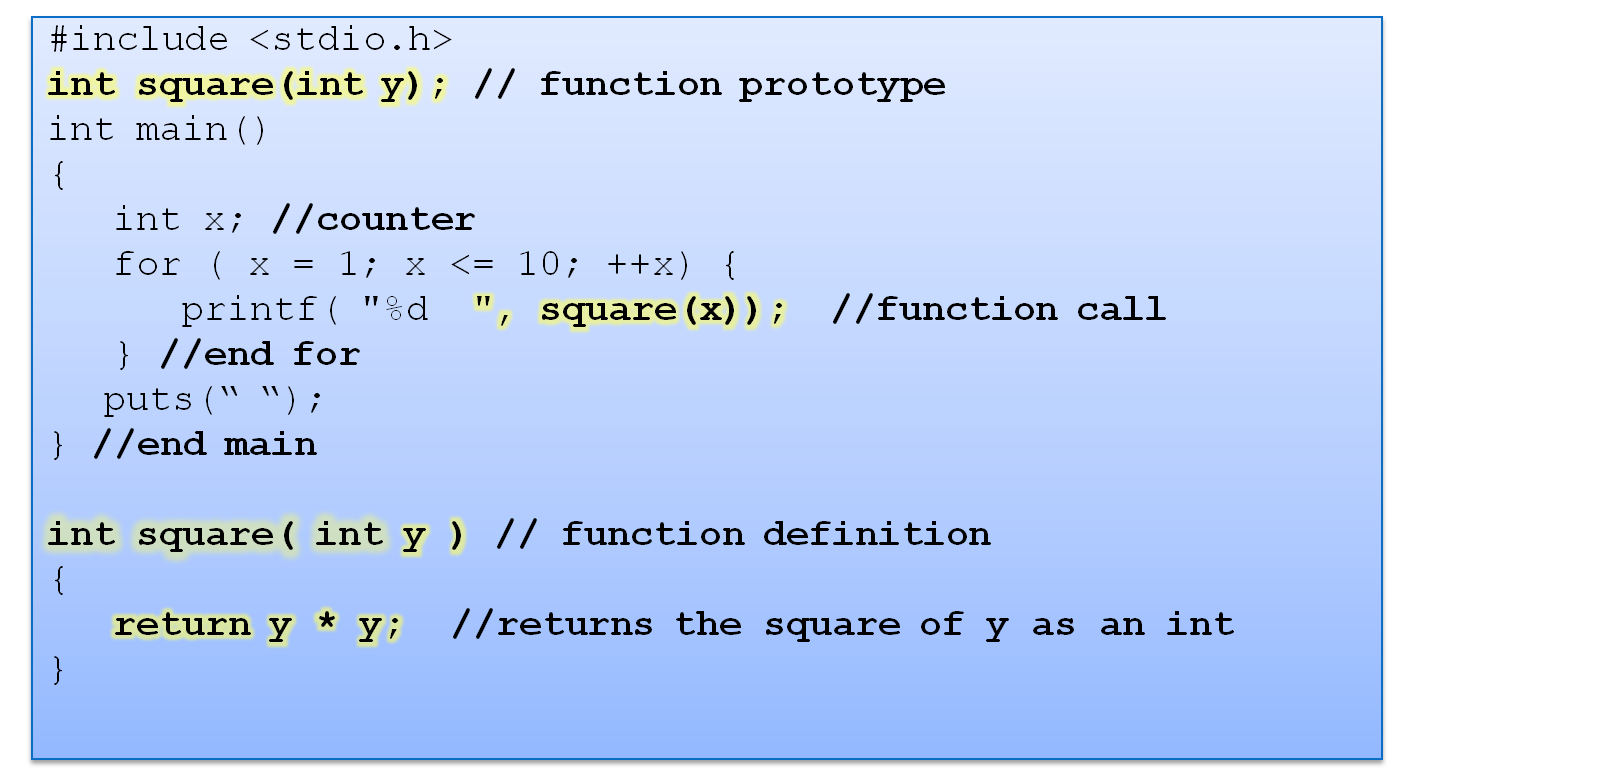 #include <stdio.h>
int square(int y); // function prototype
int main()
{
   int x; //counter
   for ( x = 1; x <= 10; ++x) {
      printf( "%d  ", square(x));  //function call
   } //end for
  puts(“ “);
} //end main

int square( int y ) // function definition
{
   return y * y;  //returns the square of y as an int
}